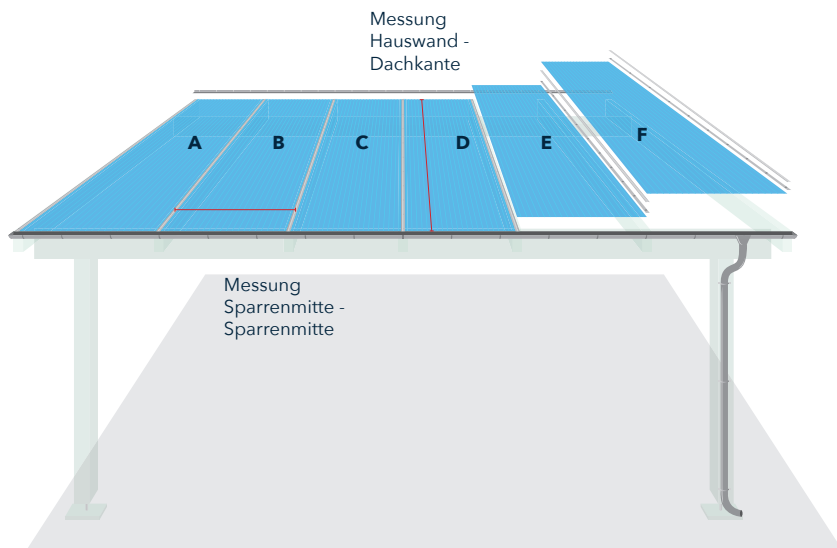 Messung
Hauswand -
Dachkante
A
B
C
D
E
F
Messung
Sparrenmitte -
Sparrenmitte